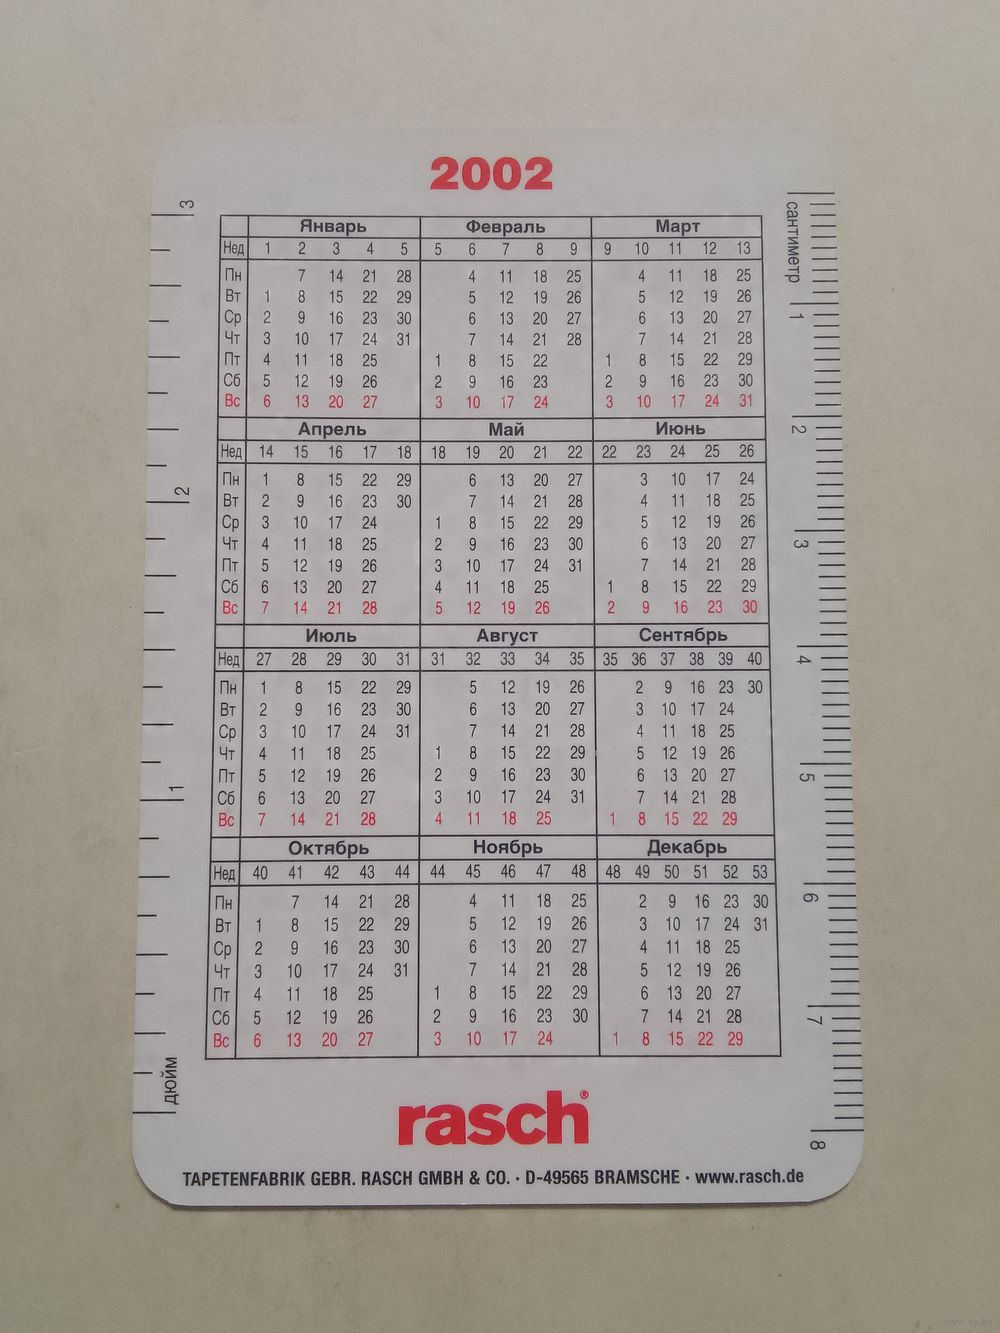 2002
Январь Февраль Март
Нед 1 2 3 4 5 5 6 7 8 9 9 10 11 12 13
Пн 7 14 21 28 4 11 18 25 4 11 18 25
Вт 1 8 15 22 29 5 12 19 26 5 12 19 26
Ср 2 9 16 23 30 6 13 20 27 6 13 20 27
Чт 3 10 17 24 31 7 14 21 28 7 14 21 28
Пт 4 11 18 25 1 8 15 22 1 8 15 22 29
Сб 5 12 19 26 2 9 16 23 2 9 16 23 30
Вс 6 13 20 27 3 10 17 24 3 10 17 24 31
Апрель Май Июнь
Нед 14 15 16 17 18 18 19 20 21 22 22 23 24 25 26
Пн 1 8 15 22 29 6 13 20 27 3 10 17 24
Вт 2 9 16 23 30 7 14 21 28 4 11 18 25
Ср 3 10 17 24 1 8 15 22 29 5 12 19 26
Чт 4 11 18 25 2 9 16 23 30 6 13 20 27
Пт 5 12 19 26 3 10 17 24 31 7 14 21 28
Сб 6 13 20 27 4 11 18 25 1 8 15 22 29
Вс 7 14 21 28 5 12 19 26 2 9 16 23 30
Июль Август Сентябрь
Нед 27 28 29 30 31 31 32 33 34 35 35 36 37 38 39 40
Пн 1 8 15 22 29 5 12 19 26 2 9 16 23 30
Вт 2 9 16 23 30 6 13 20 27 3 10 17 24
Ср 3 10 17 24 31 7 14 21 28 4 11 18 25
Чт 4 11 18 25 1 8 15 22 29 5 12 19 26
Пт 5 12 19 26 2 9 16 23 30 6 13 20 27
Сб 6 13 20 27 3 10 17 24 31 7 14 21 28
Вс 7 14 21 28 4 11 18 25 1 8 15 22 29
Октябрь Ноябрь Декабрь
Нед 40 41 42 43 44 44 45 46 47 48 48 49 50 51 52 53
Пн 7 14 21 28 4 11 18 25 2 9 16 23 30
Вт 1 8 15 22 29 5 12 19 26 3 10 17 24 31
Ср 2 9 16 23 30 6 13 20 27 4 11 18 25
Чт 3 10 17 24 31 7 14 21 28 5 12 19 26
Пт 4 11 18 25 1 8 15 22 29 6 13 20 27
Сб 5 12 19 26 2 9 16 23 30 7 14 21 28
Вс 6 13 20 27 3 10 17 24 1 8 15 22 29
rasch®
TAPETENFABRIK GEBR. RASCH GMBH & CO. · D-49565 BRAMSCHE · www.rasch.de
дюйм 1 2 3
сантиметр 1 2 3 4 5 6 7 8